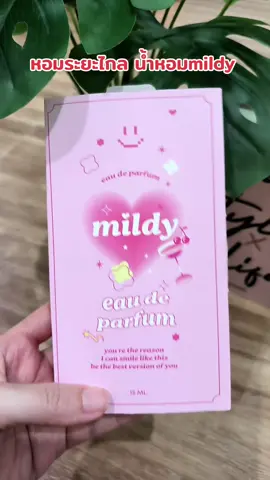 หอมระยะไกล น้ำหอมmildy
eau de parfum
mildy
eau de
parfum
you're the reason
I can smile like this
be the best version of you
15 ML